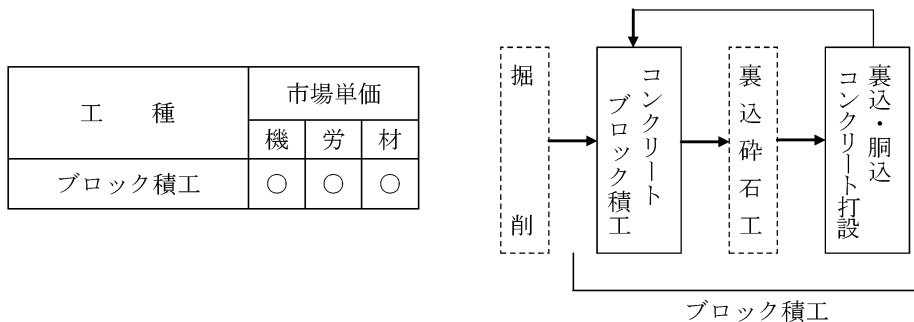 工 種
市場単価
機 労 材
ブロック積工 ○ ○ ○
掘削
コンクリート
ブロック積工
裏込砕石工
裏込・胴込
コンクリート打設
ブロック積工